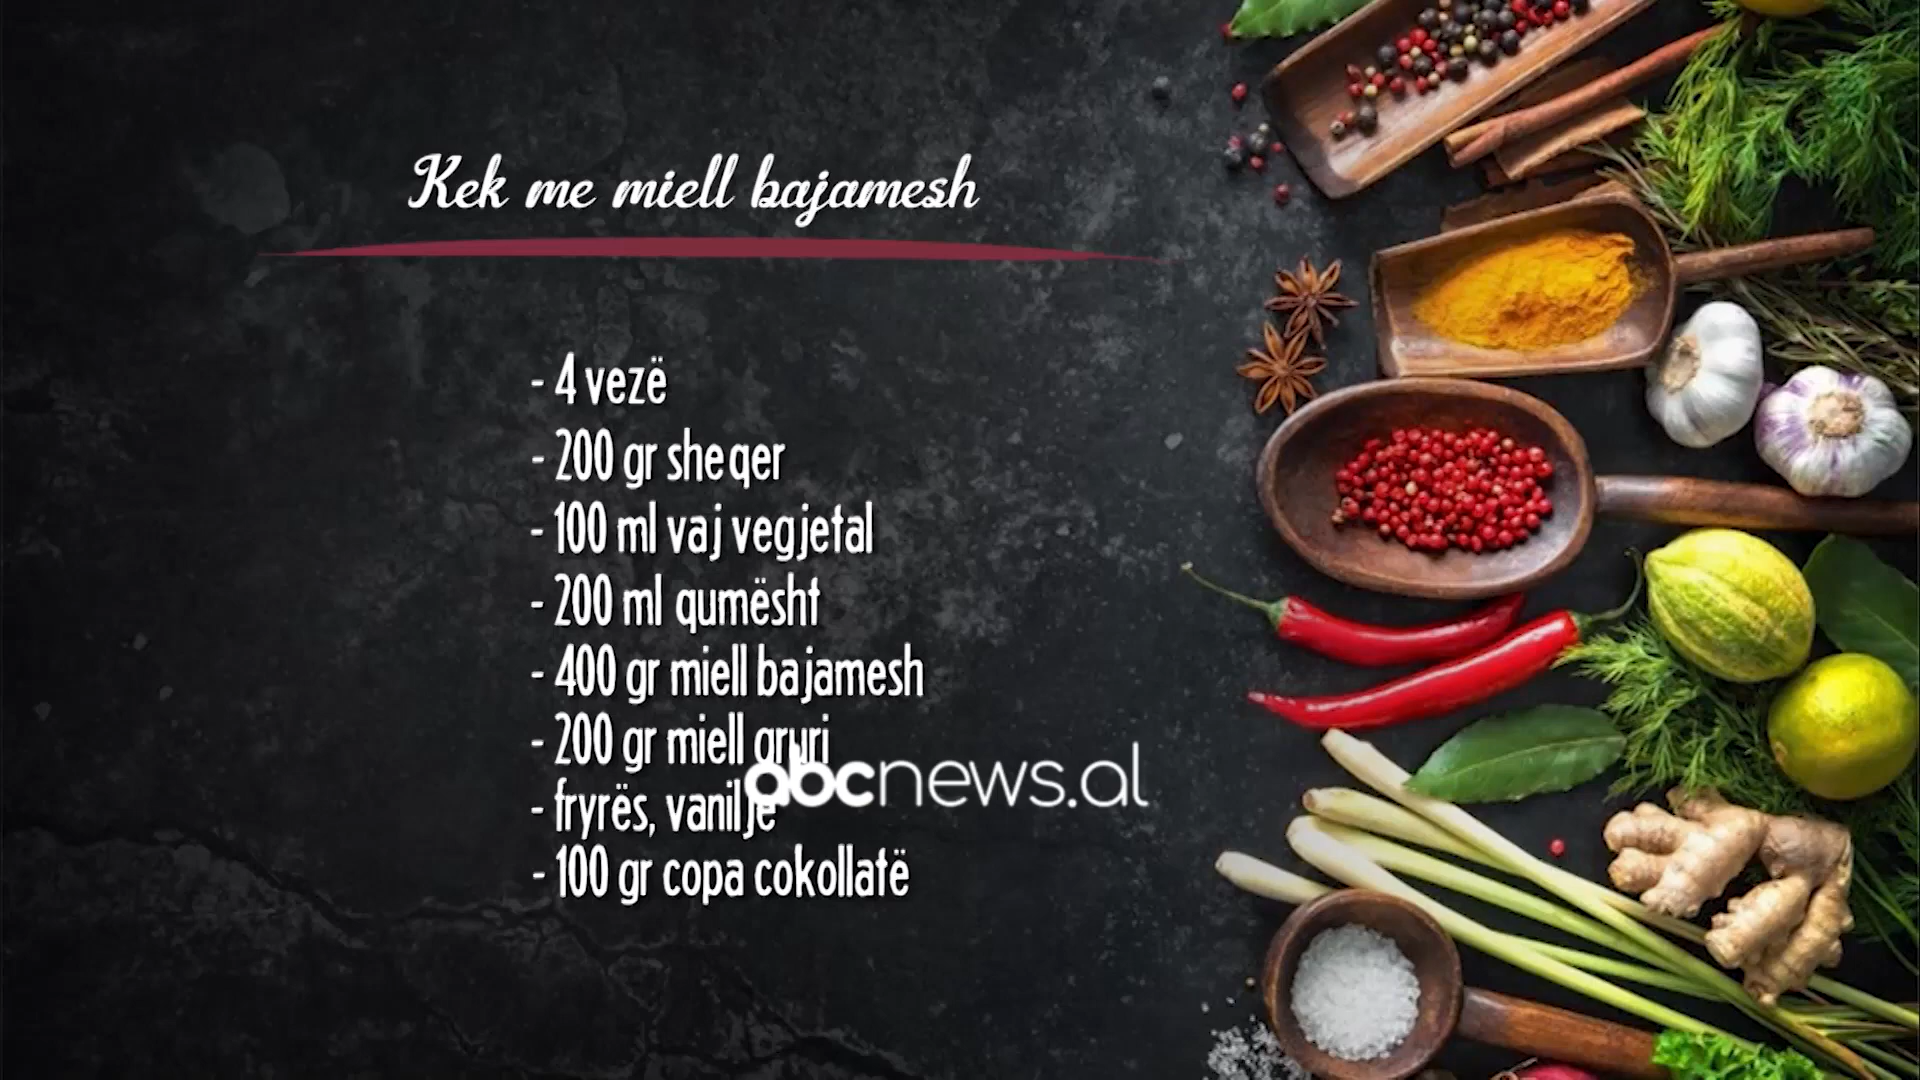 Kek me miell bajamesh
- 4 vezë
- 200 gr sheqer
- 100 ml vaj vegjetal
- 200 ml qumësht
- 400 gr miell bajamesh
- 200 gr miell gruri
- fryrës, vanilje
- 100 gr copa cokollatë
abcnews.al